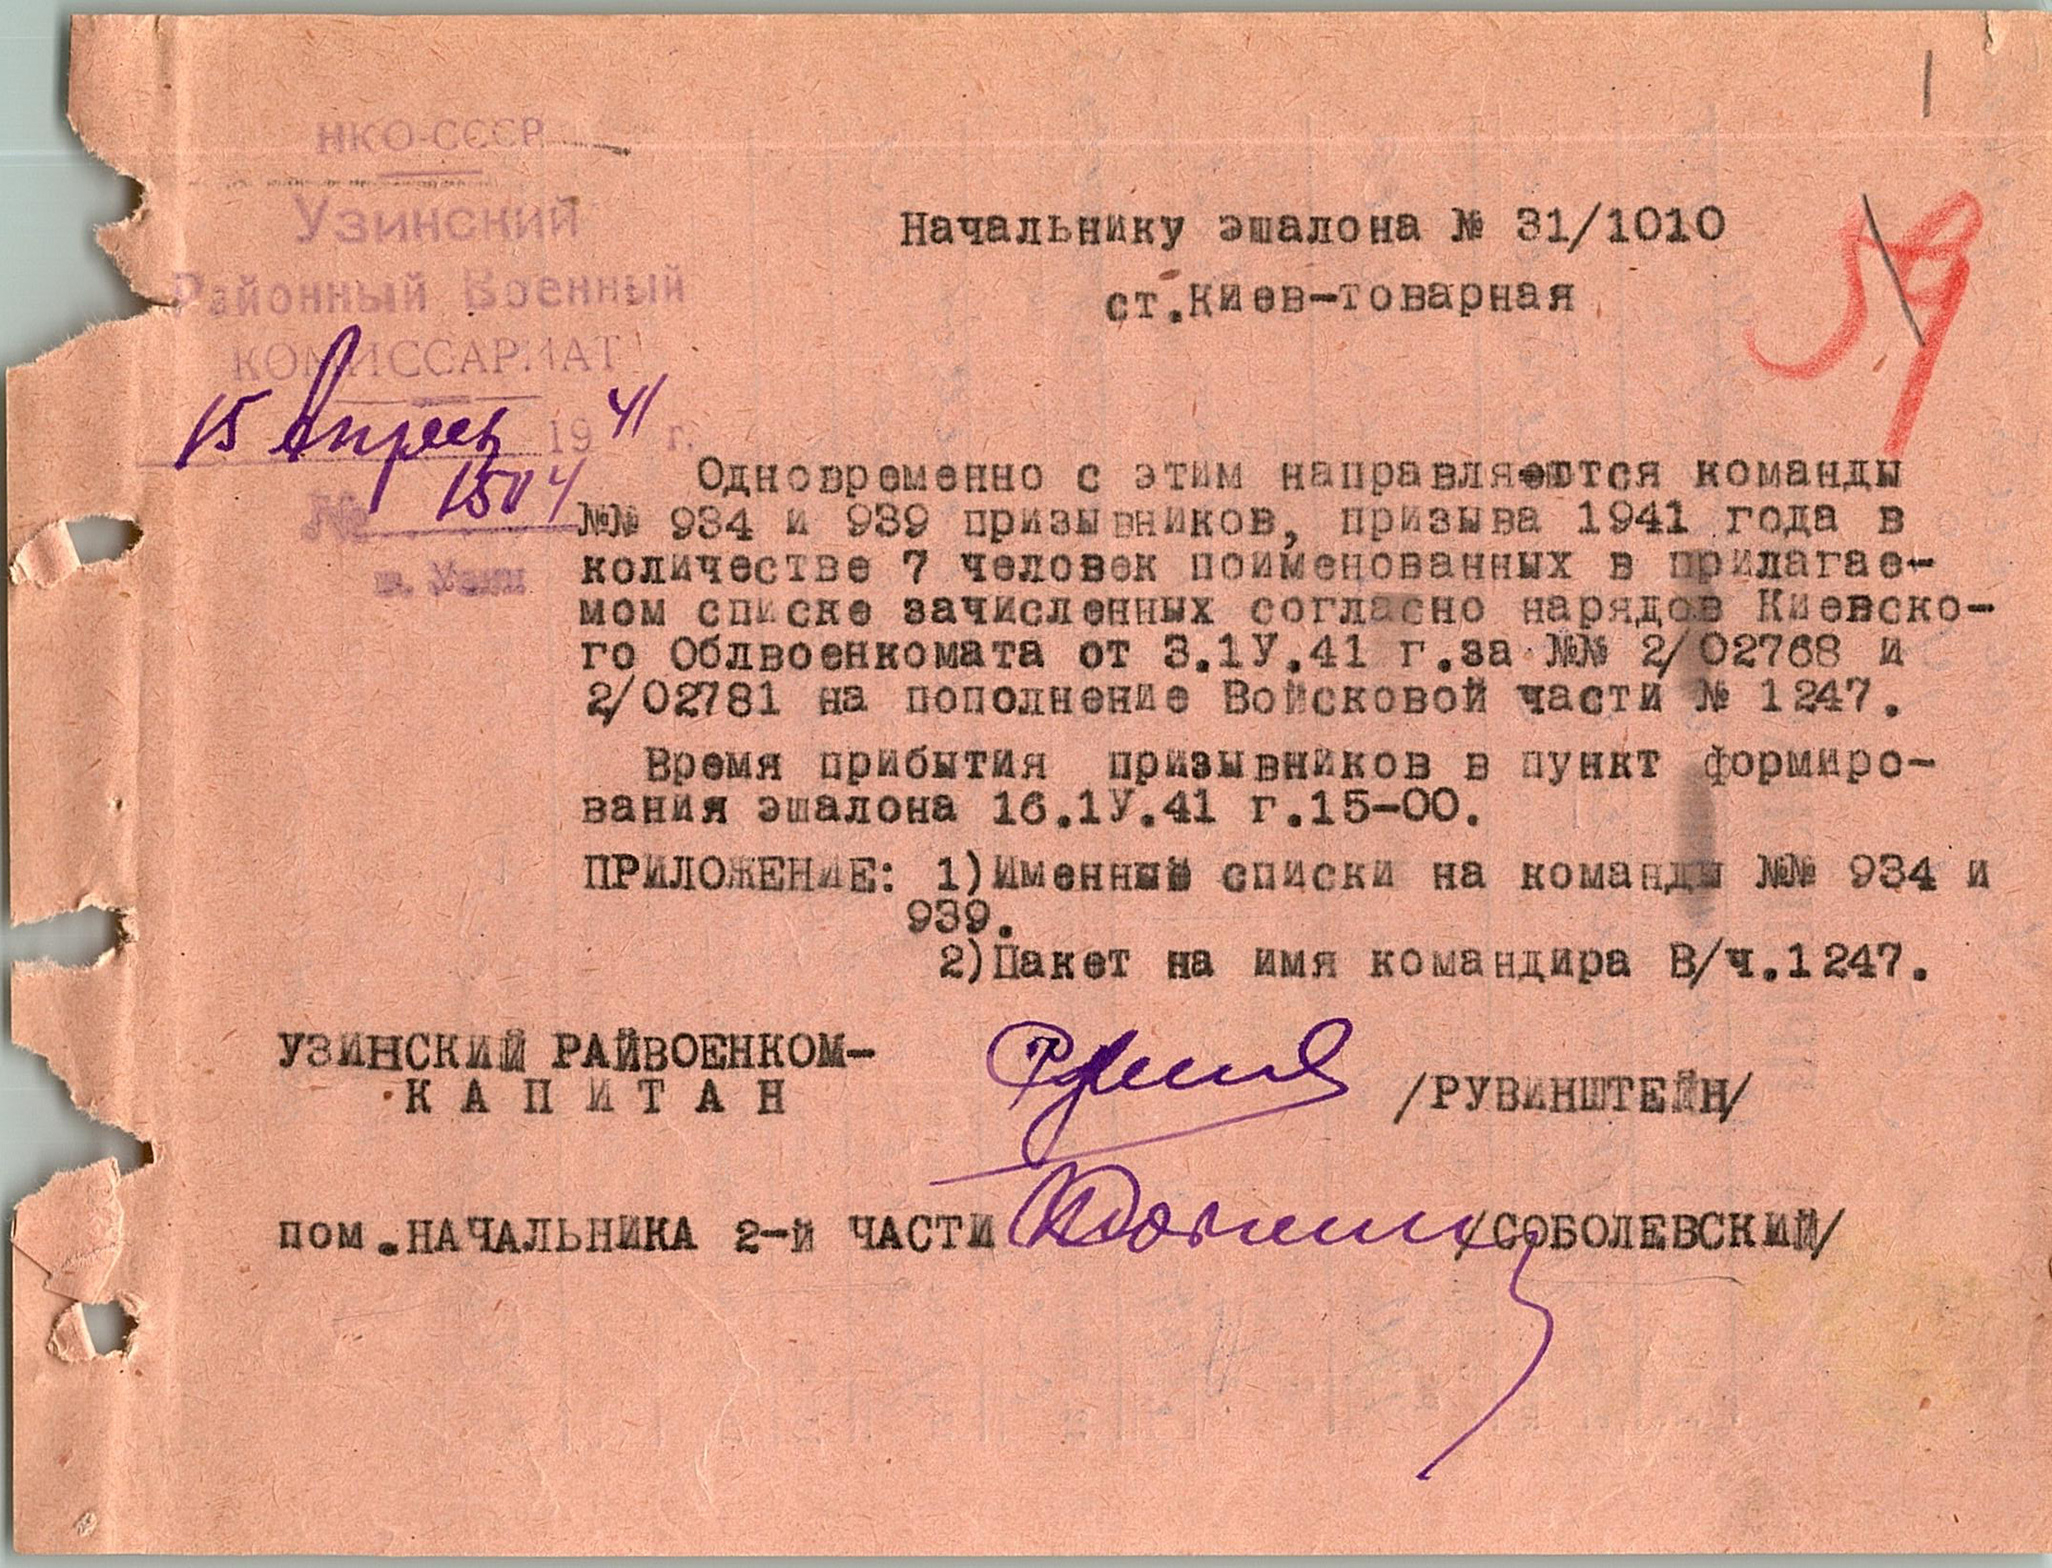 НКО-СССР
Узинский
Районный Военный
КОМИССАРИАТ
15 апреля 1941 г.
№ 1504
м. Узин
59
Начальнику эшалона № 31/1010
ст.Киев-товарная
Одновременно с этим направляются команды
№№ 934 и 939 призывников, призыва 1941 года в
количестве 7 человек поименованных в прилагае-
мом списке зачисленных согласно нарядов Киевско-
го Облвоенкомата от 3.1У.41 г.за №№ 2/02768 и
2/02781 на пополнение Войсковой части № 1247.
Время прибытия призывников в пункт формиро-
вания эшалона 16.1У.41 г.15-00.
ПРИЛОЖЕНИЕ: 1)Именные списки на команды №№ 934 и
939.
2)Пакет на имя командира В/ч.1247.
УЗИНСКИЙ РАЙВОЕНКОМ-
К А П И Т А Н /РУВИНШТЕЙН/
пом.НАЧАЛЬНИКА 2-й ЧАСТИ /СОБОЛЕВСКИЙ/